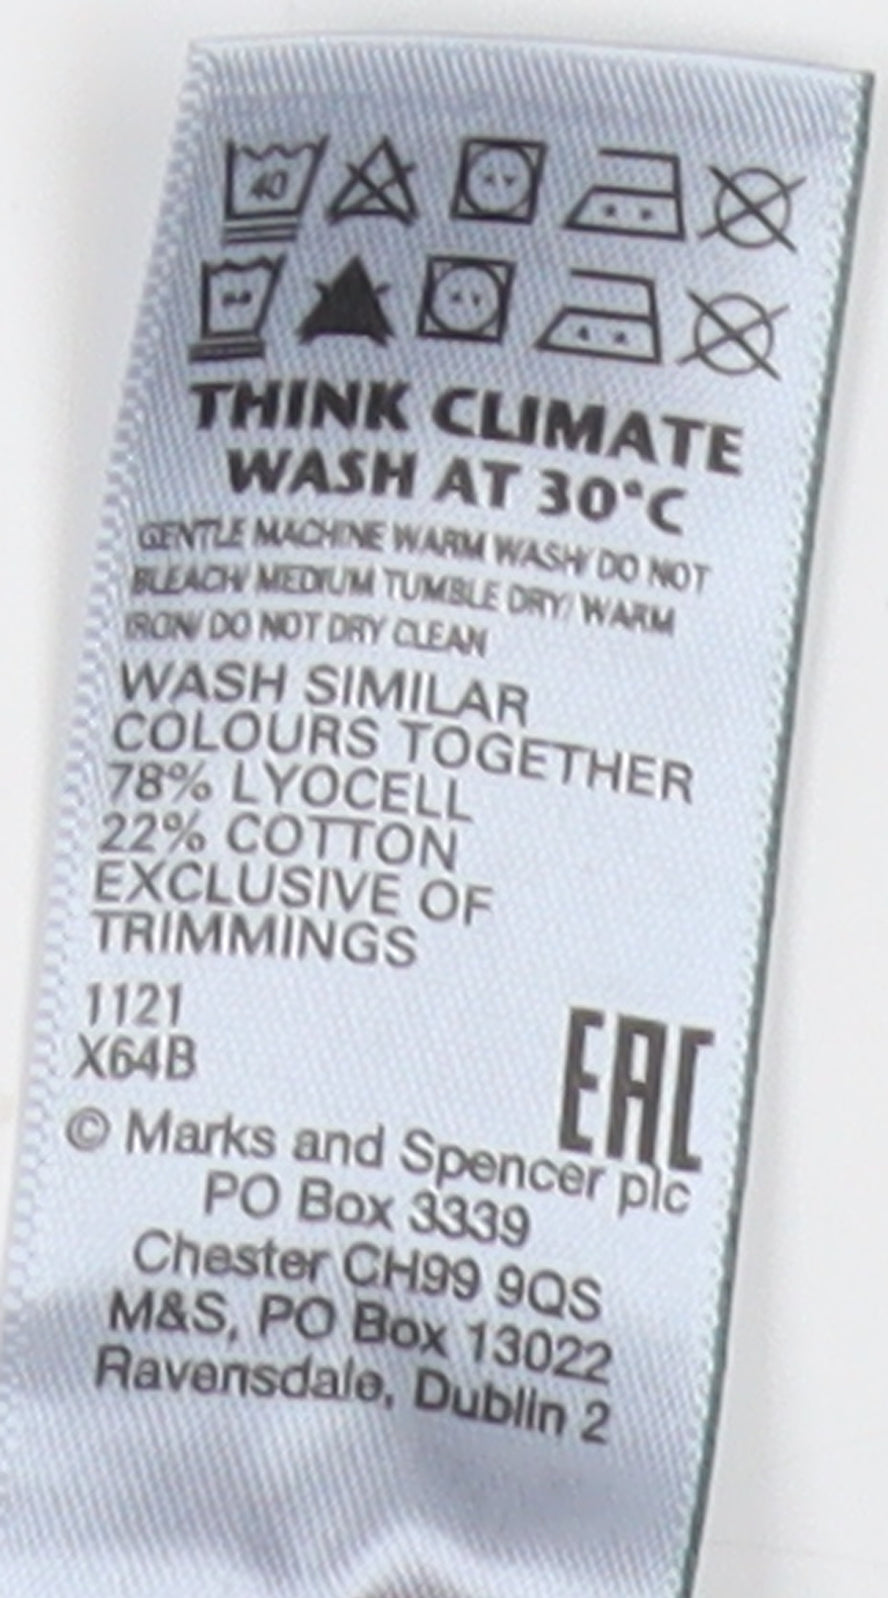 40
THINK CLIMATE
WASH AT 30°C
GENTLE MACHINE WARM WASH/ DO NOT
BLEACH/ MEDIUM TUMBLE DRY/ WARM
IRON/ DO NOT DRY CLEAN
WASH SIMILAR
COLOURS TOGETHER
78% LYOCELL
22% COTTON
EXCLUSIVE OF
TRIMMINGS
1121
X64B
EAC
© Marks and Spencer plc
PO Box 3339
Chester CH99 9QS
M&S, PO Box 13022
Ravensdale, Dublin 2